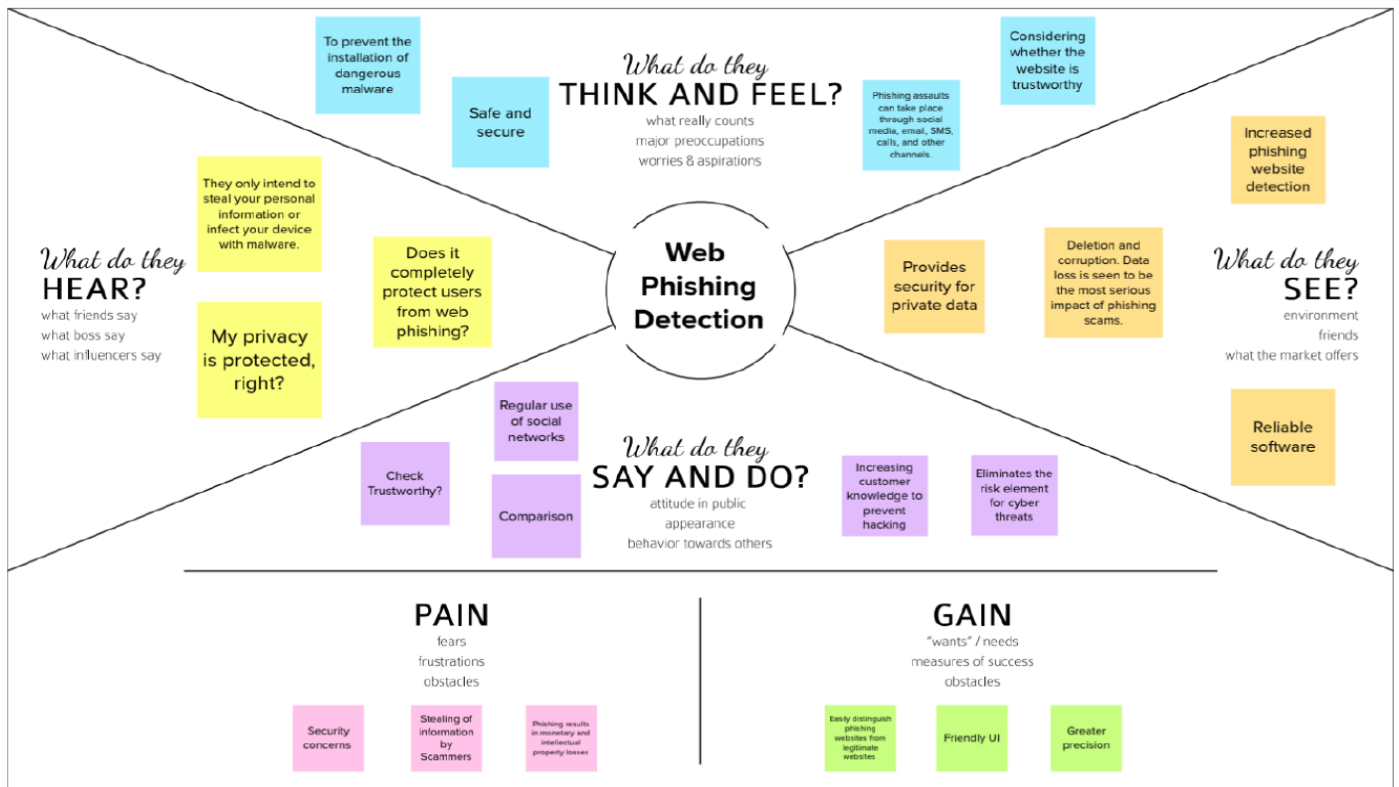 To prevent the
installation of
dangerous
malware
Safe and
secure
What do they
THINK AND FEEL?
what really counts
major preoccupations
worries & aspirations
Phishing assaults
can take place
through social
media, email, SMS,
calls, and other
channels.
Considering
whether the
website is
trustworthy
What do they
HEAR?
what friends say
what boss say
what influencers say
They only intend to
steal your personal
information or
infect your device
with malware.
My privacy
is protected,
right?
Does it
completely
protect users
from web
phishing?
Web
Phishing
Detection
Provides
security for
private data
Deletion and
corruption. Data
loss is seen to be
the most serious
impact of phishing
scams.
Increased
phishing
website
detection
What do they
SEE?
environment
friends
what the market offers
Reliable
software
Check
Trustworthy?
Regular use
of social
networks
Comparison
What do they
SAY AND DO?
attitude in public
appearance
behavior towards others
Increasing
customer
knowledge to
prevent
hacking
Eliminates the
risk element
for cyber
threats
PAIN
fears
frustrations
obstacles
Security
concerns
Stealing of
information
by
Scammers
Phishing results
in monetary and
intellectual
property losses
GAIN
"wants" / needs
measures of success
obstacles
Easily distinguish
phishing
websites from
legitimate
websites
Friendly UI
Greater
precision